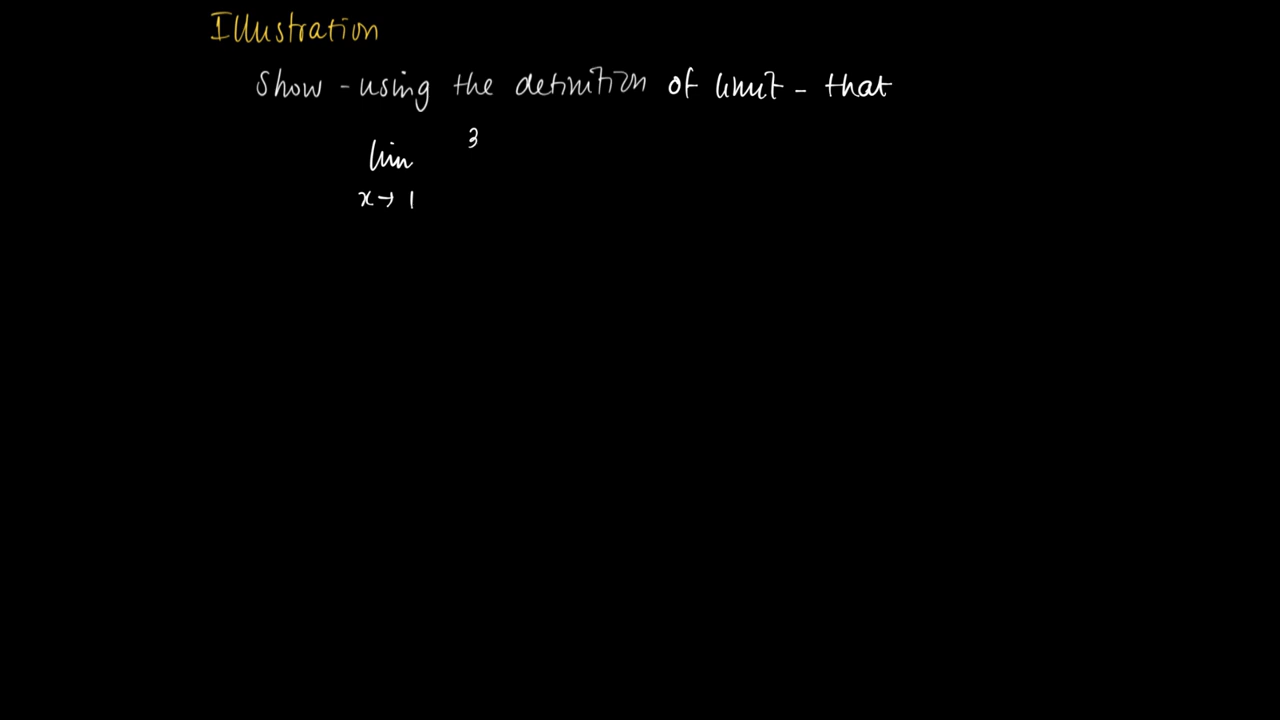 Illustration
Show - using the definition of limit - that
lim 3
x → 1